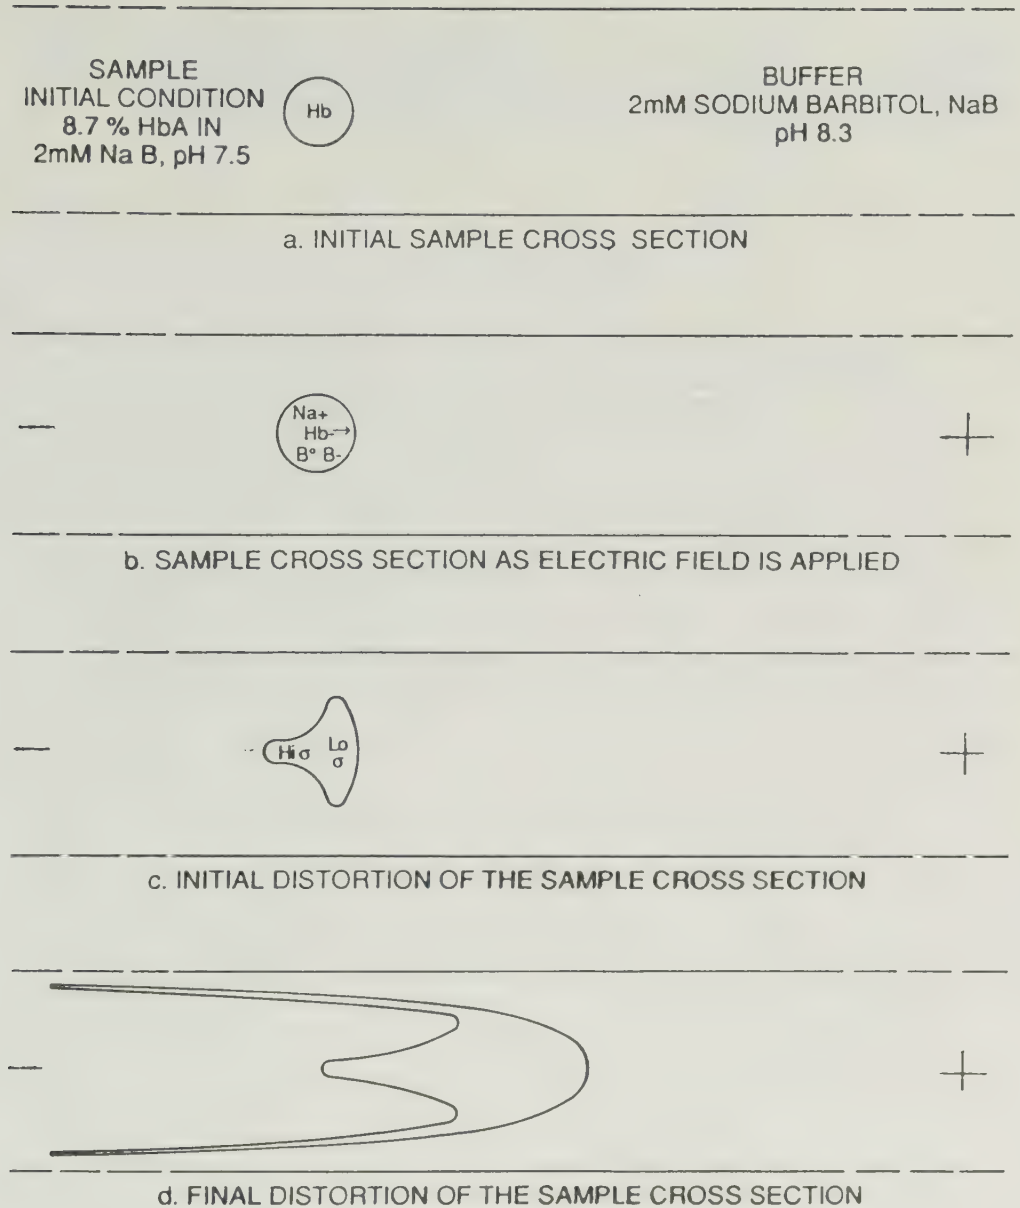 SAMPLE
INITIAL CONDITION
8.7 % HbA IN
2mM Na B, pH 7.5
Hb
BUFFER
2mM SODIUM BARBITOL, NaB
pH 8.3
a. INITIAL SAMPLE CROSS SECTION
—
Na+
Hb-→
B° B-
+
b. SAMPLE CROSS SECTION AS ELECTRIC FIELD IS APPLIED
—
Hi σ
Lo
σ
+
c. INITIAL DISTORTION OF THE SAMPLE CROSS SECTION
—
+
d. FINAL DISTORTION OF THE SAMPLE CROSS SECTION